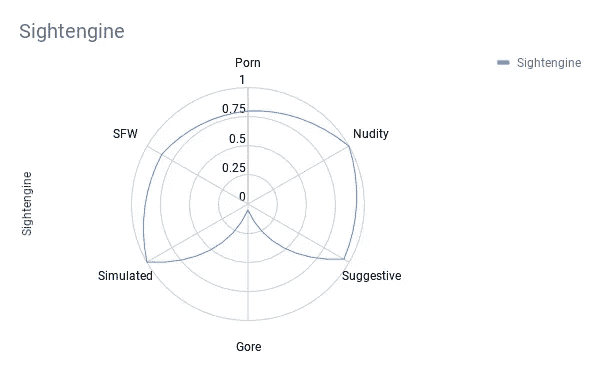 Sightengine
Sightengine
Porn
1
0.75
SFW
Nudity
0.5
0.25
0
Sightengine
Simulated
Suggestive
Gore